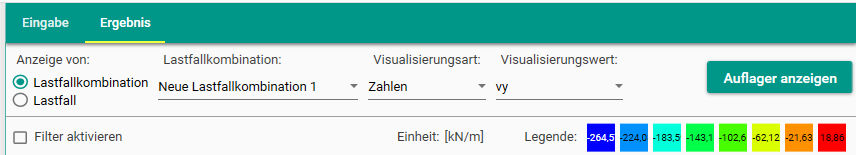 Eingabe Ergebnis
Anzeige von: Lastfallkombination: Visualisierungsart: Visualisierungswert:
Lastfallkombination Neue Lastfallkombination 1 Zahlen vy Auflager anzeigen
Lastfall
Filter aktivieren Einheit: [kN/m] Legende: -264,5 -224,0 -183,5 -143,1 -102,6 -62,12 -21,63 18,86